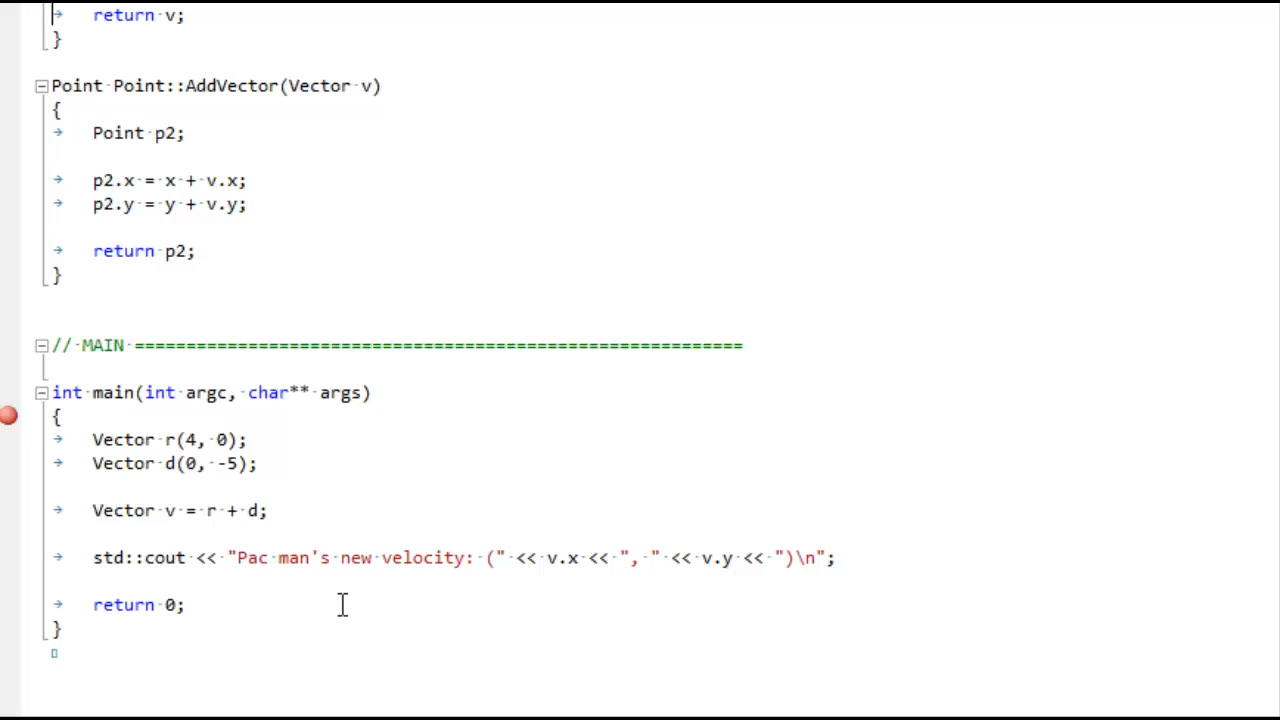 return v;
}
Point Point::AddVector(Vector v)
{
Point p2;
p2.x = x + v.x;
p2.y = y + v.y;
return p2;
}
// MAIN ===========================================================
int main(int argc, char** args)
{
Vector r(4, 0);
Vector d(0, -5);
Vector v = r + d;
std::cout << "Pac man's new velocity: (" << v.x << ", " << v.y << ")\n";
return 0;
}